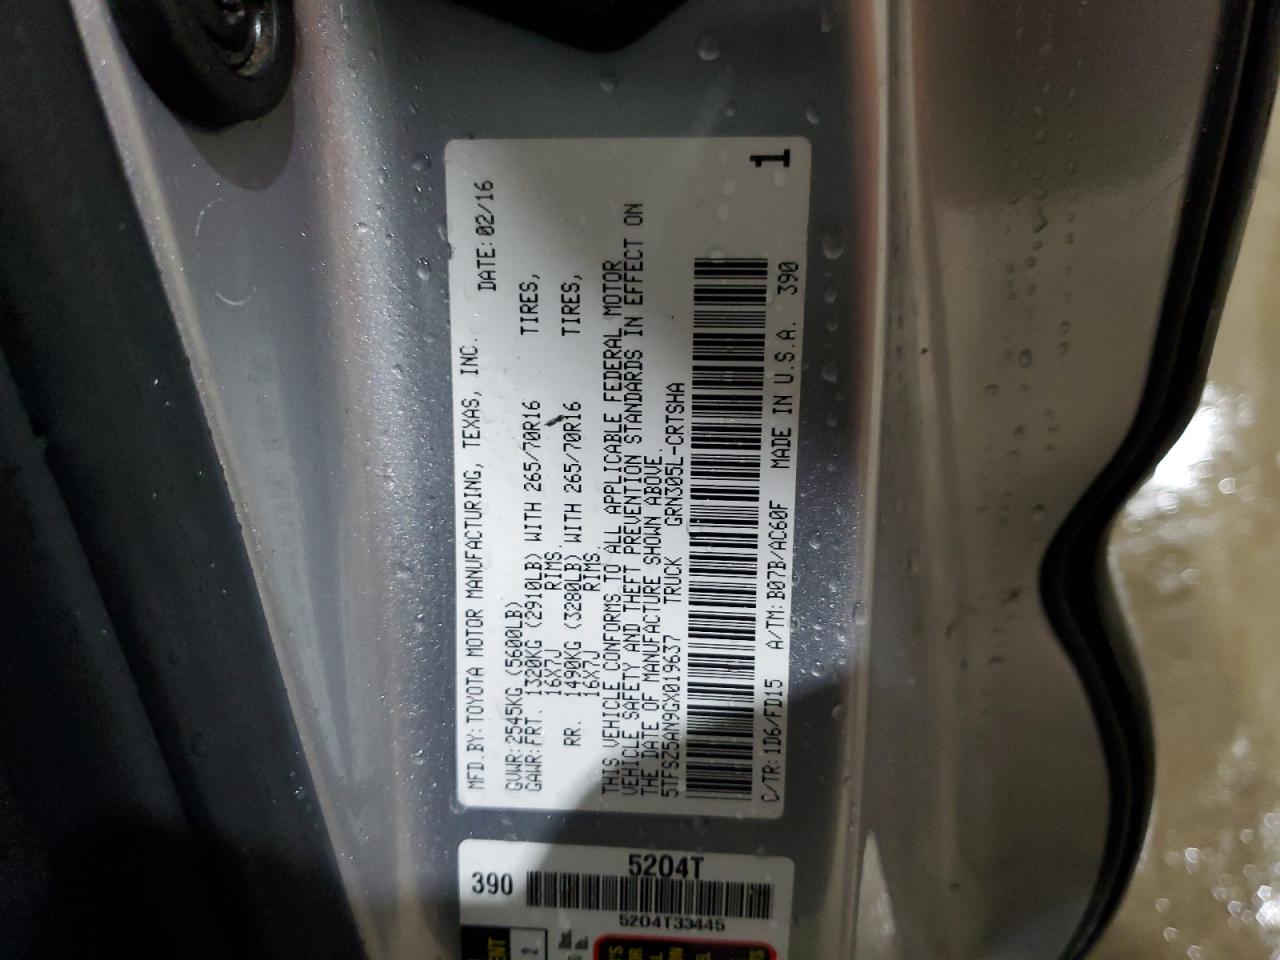 MFD.BY:TOYOTA MOTOR MANUFACTURING, TEXAS, INC. DATE:02/16
GVWR:2545KG (5600LB)
GAWR:FRT. 1320KG (2910LB) WITH 265/70R16 TIRES,
16X7J RIMS.
RR. 1490KG (3280LB) WITH 265/70R16 TIRES,
16X7J RIMS.
THIS VEHICLE CONFORMS TO ALL APPLICABLE FEDERAL MOTOR
VEHICLE SAFETY AND THEFT PREVENTION STANDARDS IN EFFECT ON
THE DATE OF MANUFACTURE SHOWN ABOVE.
5TFSZ5AN9GX019637 TRUCK GRN305L-CRTSHA
C/TR:1D6/FD15 A/TM:B07B/AC60F MADE IN U.S.A. 390
1
390
5204T
5204T33445
2